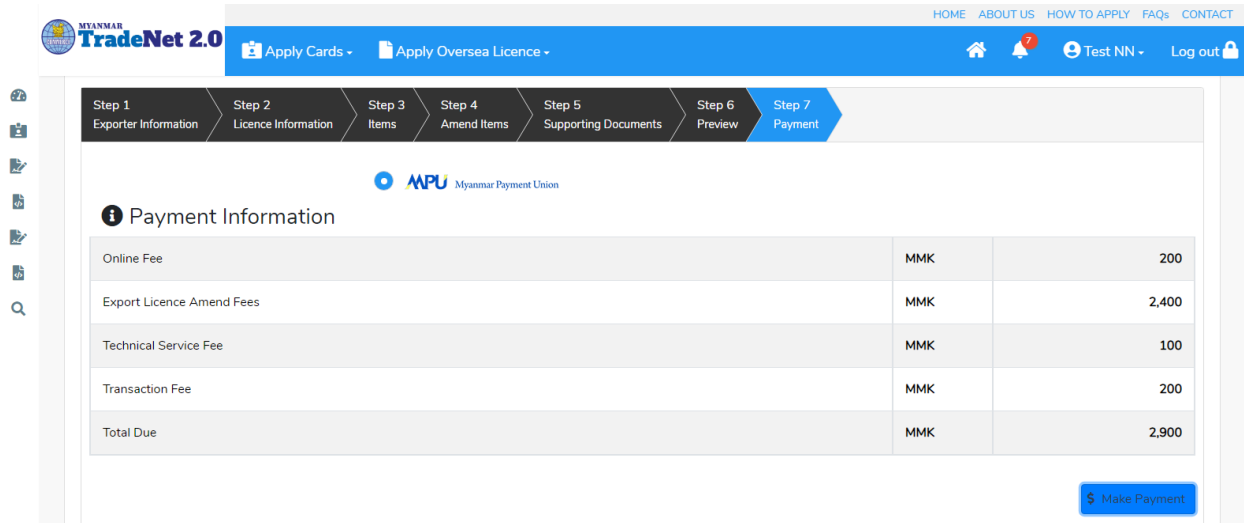 HOME ABOUT US HOW TO APPLY FAQs CONTACT
MYANMAR
TradeNet 2.0
Apply Cards
Apply Oversea Licence
7
Test NN
Log out
Step 1
Exporter Information
Step 2
Licence Information
Step 3
Items
Step 4
Amend Items
Step 5
Supporting Documents
Step 6
Preview
Step 7
Payment
MPU Myanmar Payment Union
Payment Information
Online Fee MMK 200
Export Licence Amend Fees MMK 2,400
Technical Service Fee MMK 100
Transaction Fee MMK 200
Total Due MMK 2,900
$ Make Payment